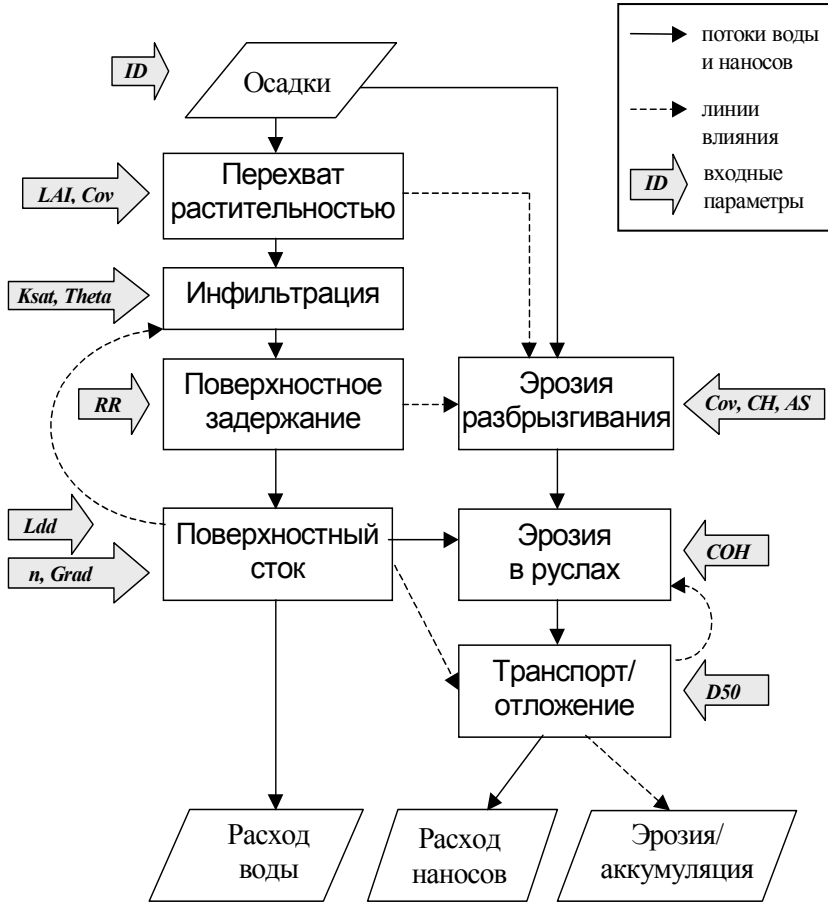 потоки воды
и наносов
линии
влияния
ID
входные
параметры
ID
Осадки
LAI, Cov
Перехват
растительностью
Ksat, Theta
Инфильтрация
RR
Поверхностное
задержание
Эрозия
разбрызгивания
Cov, CH, AS
Ldd
n, Grad
Поверхностный
сток
Эрозия
в руслах
COH
Транспорт/
отложение
D50
Расход
воды
Расход
наносов
Эрозия/
аккумуляция